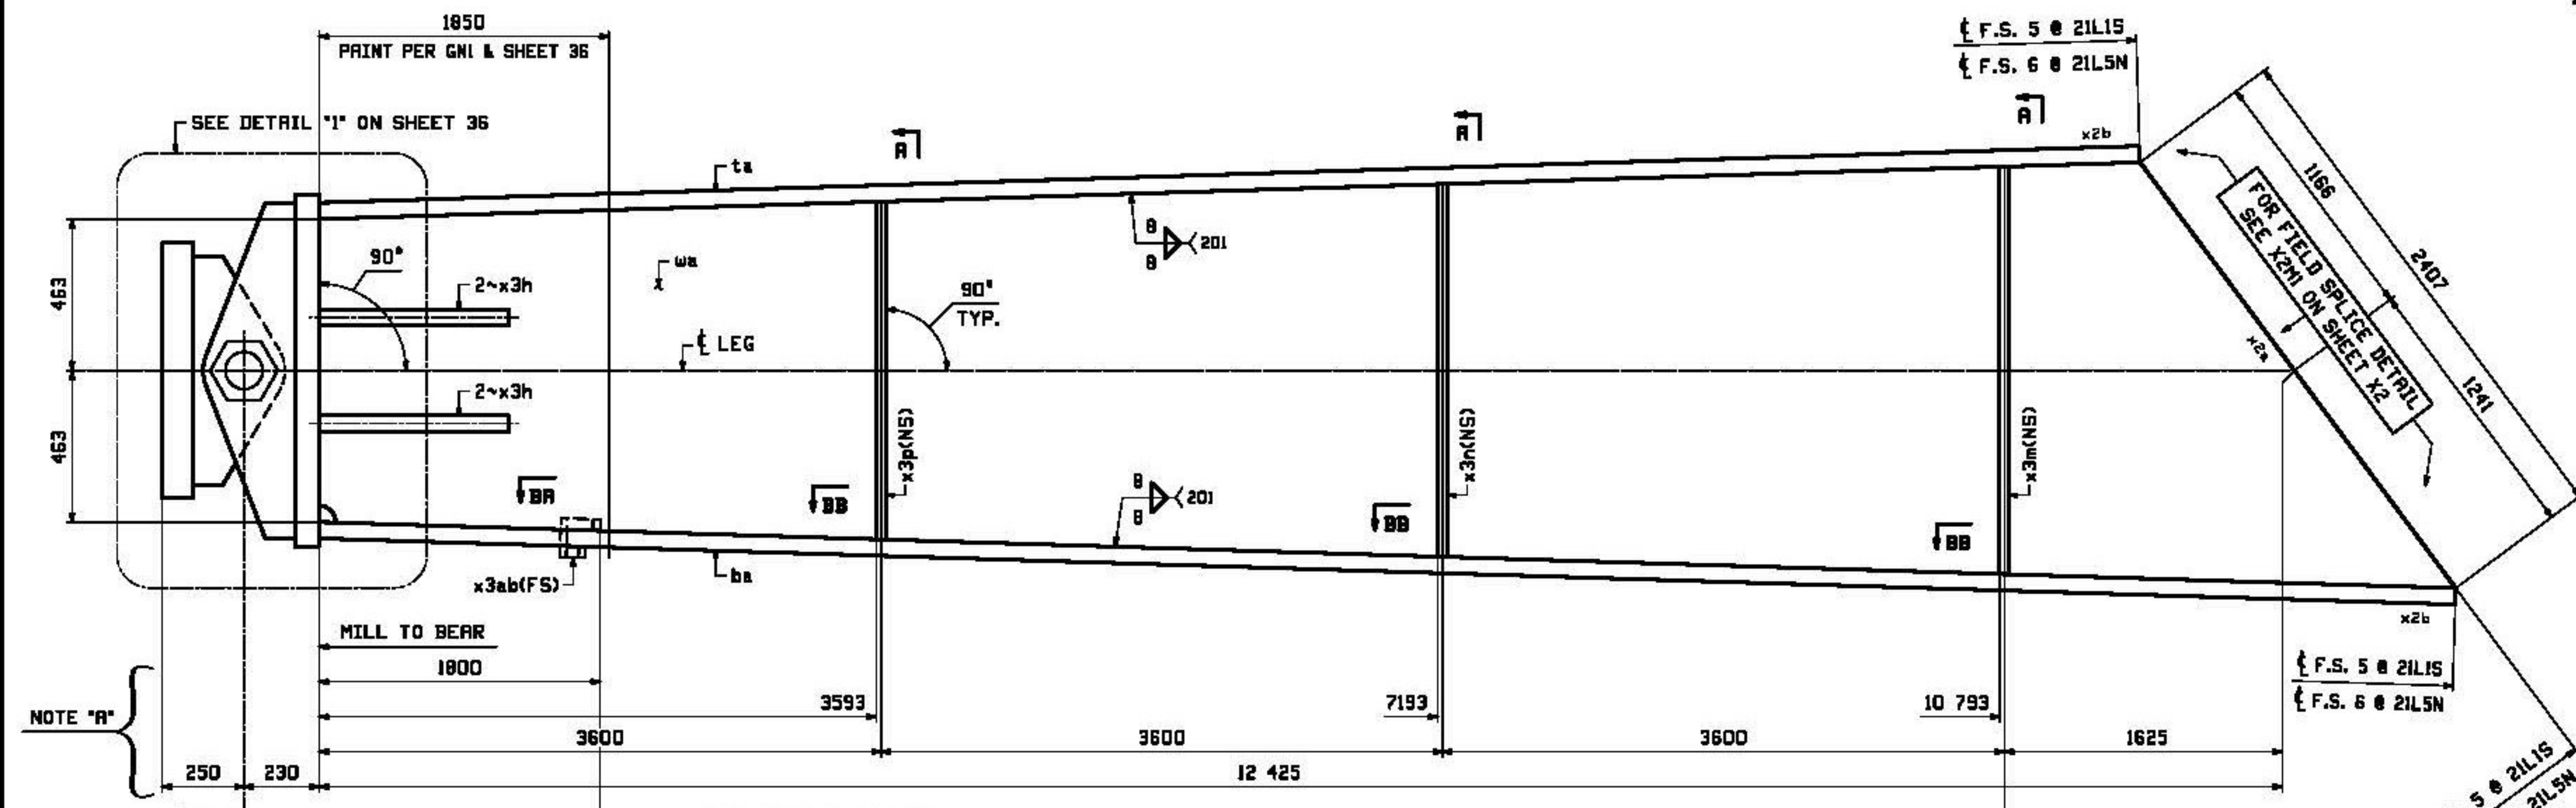 1850
PAINT PER GN1 & SHEET 36
℄ F.S. 5 @ 21L1S
℄ F.S. 6 @ 21L5N
SEE DETAIL "1" ON SHEET 36
A
A
A
x2b
ta
1166
2407
1241
FOR FIELD SPLICE DETAIL
SEE X2M1 ON SHEET X2
x2a
463
463
90°
2~x3h
wa
8
8
201
90°
TYP.
℄ LEG
2~x3h
x3p(NS)
x3n(NS)
x3m(NS)
BA
BB
8
8
201
BB
BB
x3ab(FS)
ba
x2b
MILL TO BEAR
1800
℄ F.S. 5 @ 21L1S
℄ F.S. 6 @ 21L5N
NOTE "A"
3593
7193
10 793
3600
3600
3600
1625
250
230
12 425
5 @ 21L1S
21L5N